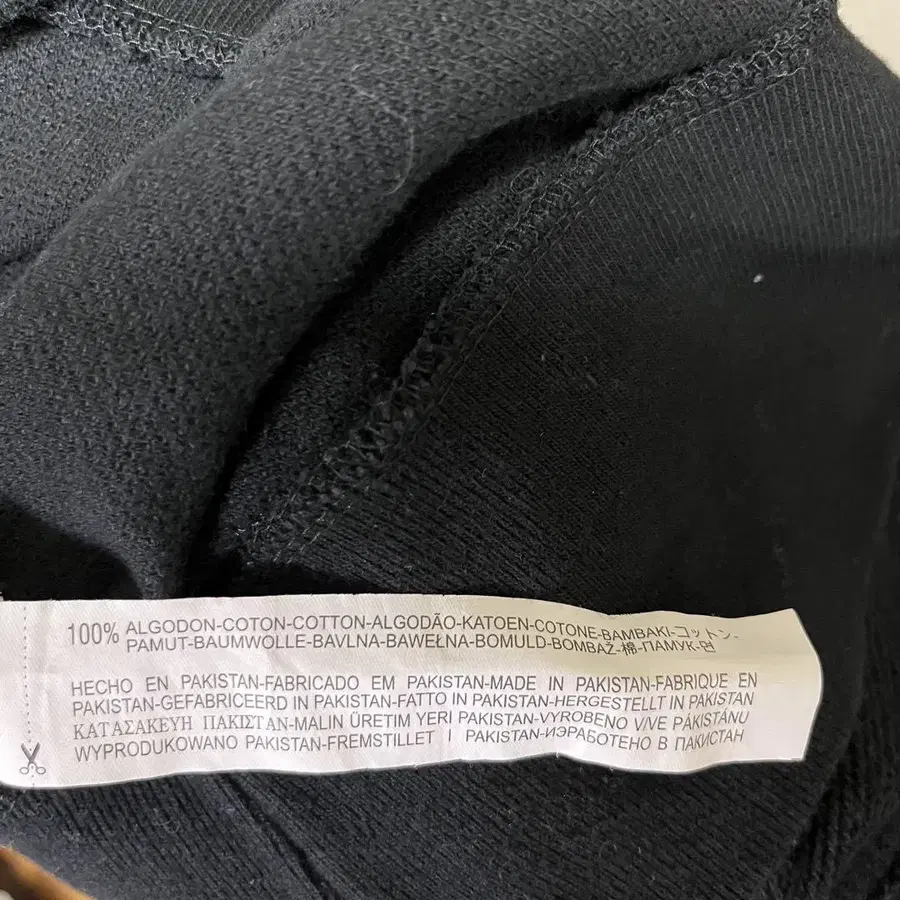 100% ALGODON-COTON-COTTON-ALGODÃO-KATOEN-COTONE-BAMBAKI-コットン-
PAMUT-BAUMWOLLE-BAVLNA-BAWEŁNA-BOMULD-BOMBAŽ-棉-ПАМУК-면
HECHO EN PAKISTAN-FABRICADO EM PAKISTAN-MADE IN PAKISTAN-FABRIQUE EN
PAKISTAN-GEFABRICEERD IN PAKISTAN-FATTO IN PAKISTAN-HERGESTELLT IN PAKISTAN
ΚΑΤΑΣΑΚΕΥΗ ΠΑΚΙΣΤAN-MALIN ÜRETIM YERI PAKISTAN-VYROBENO V/VE PÁKISTÁNU
WYPRODUKOWANO PAKISTAN-FREMSTILLET I PAKISTAN-ИЗРАБОТЕНО В ПАКИСТАН